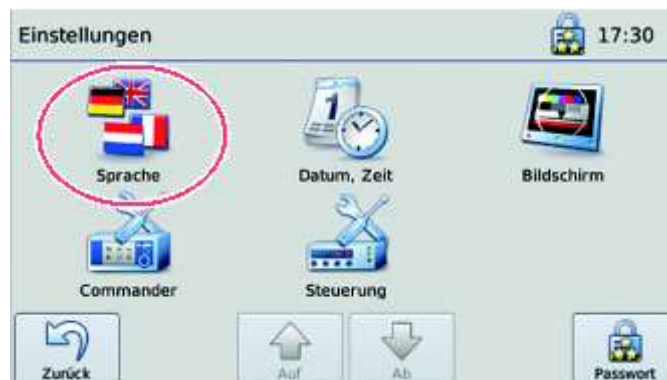 Einstellungen 17:30
Sprache Datum, Zeit Bildschirm
Commander Steuerung
Zurück Auf Ab Passwort